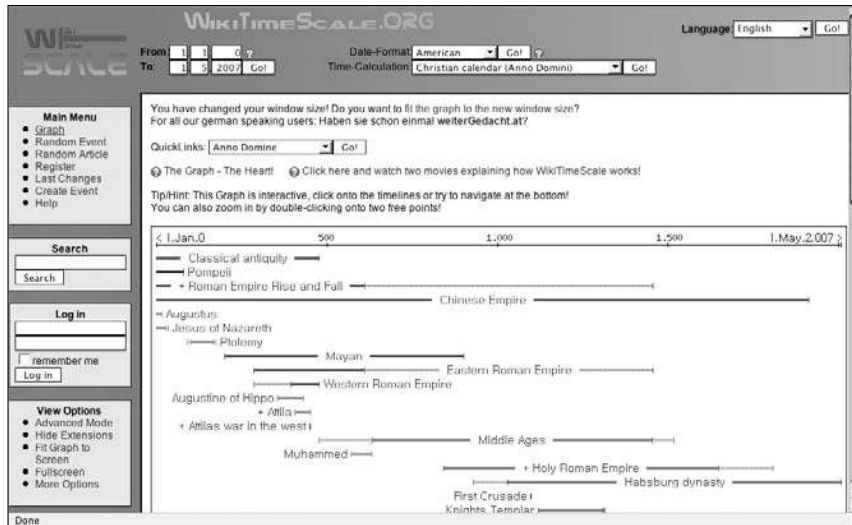 WIKITIMESCALE.ORG
Wiki
time
SCALE
Language: English Go!
From: 1 1 0 ? Date-Format: American Go! ?
To: 1 5 2007 Go! Time-Calculation: Christian calendar (Anno Domini) Go!
Main Menu
Graph
Random Event
Random Article
Register
Last Changes
Create Event
Help
Search
Search
Log in
remember me
Log in
View Options
Advanced Mode
Hide Extensions
Fit Graph to
Screen
Fullscreen
More Options
You have changed your window size! Do you want to fit the graph to the new window size?
For all our german speaking users: Haben sie schon einmal weiterGedacht.at?
QuickLinks: Anno Domine Go!
? The Graph - The Heart! ? Click here and watch two movies explaining how WikiTimeScale works!
Tip/Hint: This Graph is interactive, click onto the timelines or try to navigate at the bottom!
You can also zoom in by double-clicking onto two free points!
< 1.Jan.0 500 1.000 1.500 1.May.2007 >
Classical antiquity
Pompeii
+ Roman Empire Rise and Fall
Chinese Empire
Augustus
Jesus of Nazareth
Ptolemy
Mayan
Eastern Roman Empire
Western Roman Empire
Augustine of Hippo
+ Attila
+ Attilas war in the west
Middle Ages
Muhammed
+ Holy Roman Empire
Habsburg dynasty
First Crusade
Knights Templar
Done